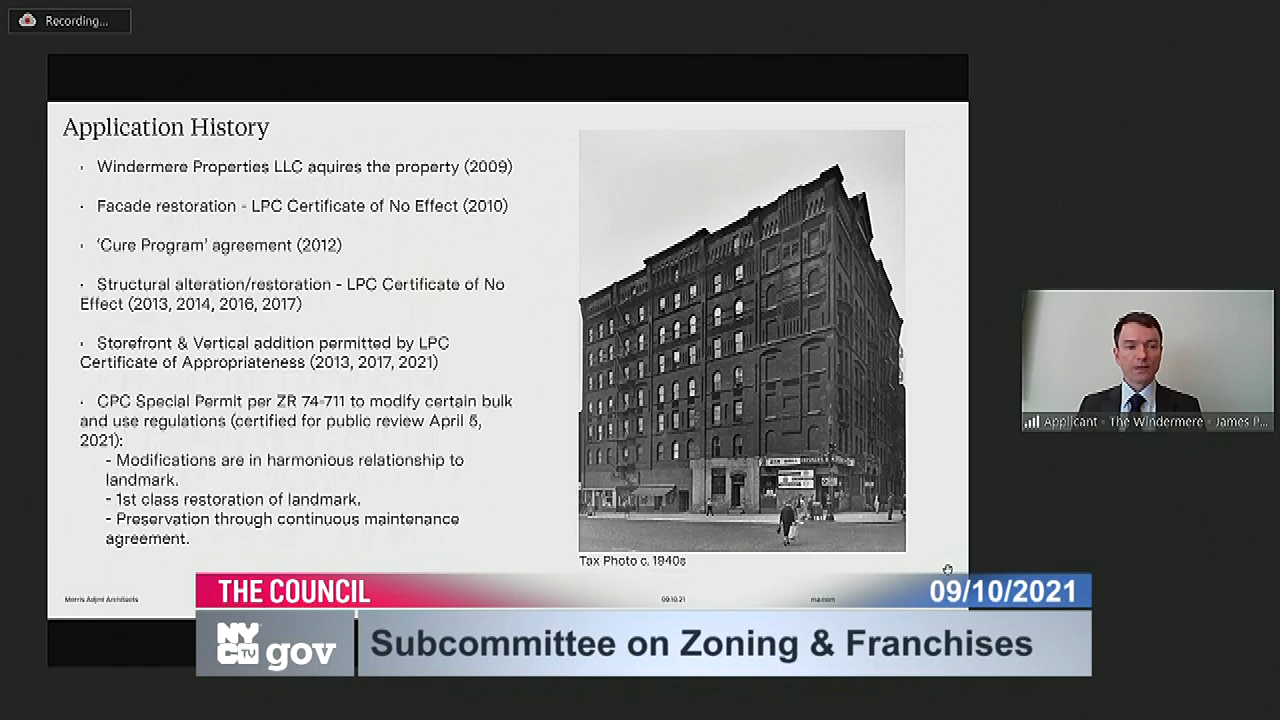 Recording...
Application History
· Windermere Properties LLC aquires the property (2009)
· Facade restoration - LPC Certificate of No Effect (2010)
· 'Cure Program' agreement (2012)
· Structural alteration/restoration - LPC Certificate of No
Effect (2013, 2014, 2016, 2017)
· Storefront & Vertical addition permitted by LPC
Certificate of Appropriateness (2013, 2017, 2021)
· CPC Special Permit per ZR 74-711 to modify certain bulk
and use regulations (certified for public review April 5,
2021):
- Modifications are in harmonious relationship to
landmark.
- 1st class restoration of landmark.
- Preservation through continuous maintenance
agreement.
Tax Photo c. 1940s
Applicant - The Windermere - James P...
Morris Adjmi Architects
09.10.21
ma.com
THE COUNCIL
09/10/2021
NYC TV gov
Subcommittee on Zoning & Franchises